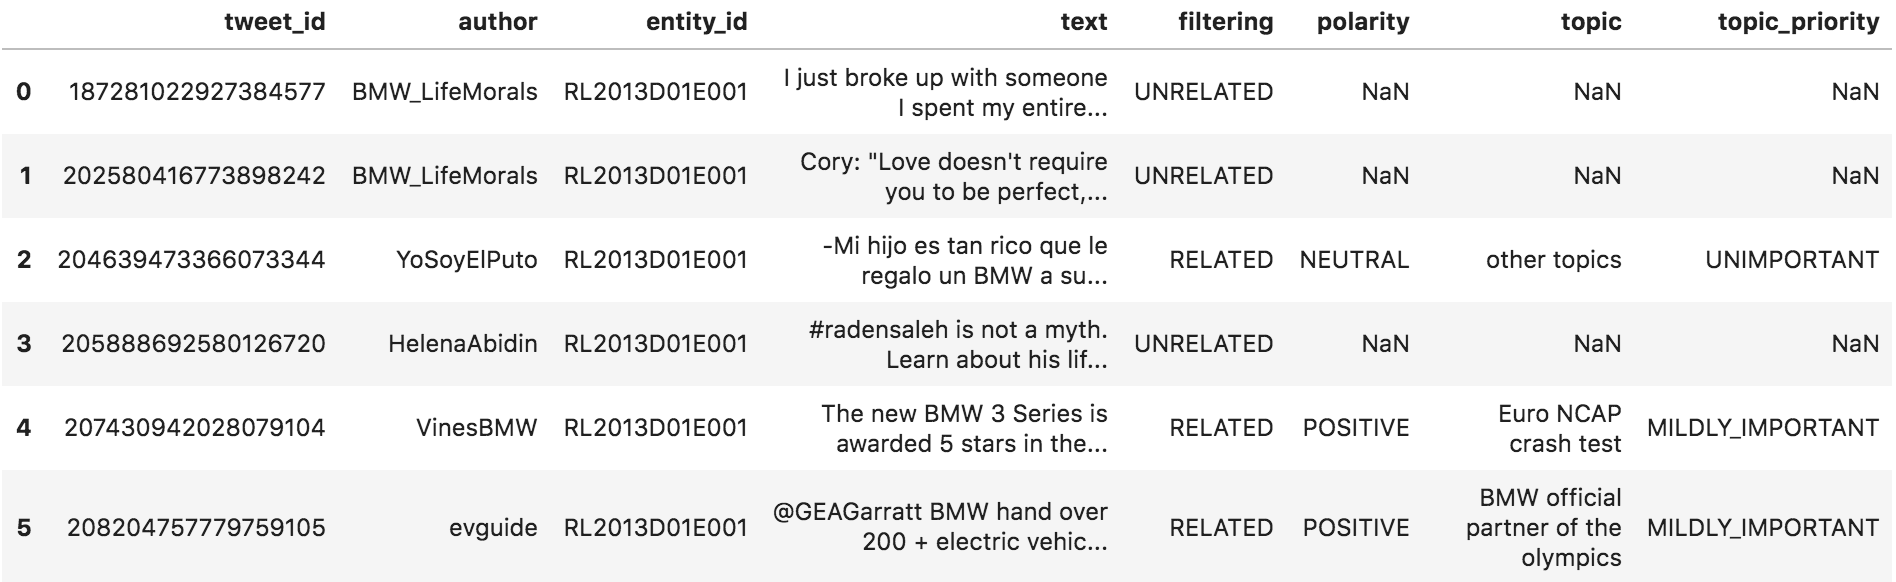 tweet_id author entity_id text filtering polarity topic topic_priority
0 187281022927384577 BMW_LifeMorals RL2013D01E001 I just broke up with someone I spent my entire... UNRELATED NaN NaN NaN
1 202580416773898242 BMW_LifeMorals RL2013D01E001 Cory: "Love doesn't require you to be perfect,... UNRELATED NaN NaN NaN
2 204639473366073344 YoSoyElPuto RL2013D01E001 -Mi hijo es tan rico que le regalo un BMW a su... RELATED NEUTRAL other topics UNIMPORTANT
3 205888692580126720 HelenaAbidin RL2013D01E001 #radensaleh is not a myth. Learn about his lif... UNRELATED NaN NaN NaN
4 207430942028079104 VinesBMW RL2013D01E001 The new BMW 3 Series is awarded 5 stars in the... RELATED POSITIVE Euro NCAP crash test MILDLY_IMPORTANT
5 208204757779759105 evguide RL2013D01E001 @GEAGarratt BMW hand over 200 + electric vehic... RELATED POSITIVE BMW official partner of the olympics MILDLY_IMPORTANT